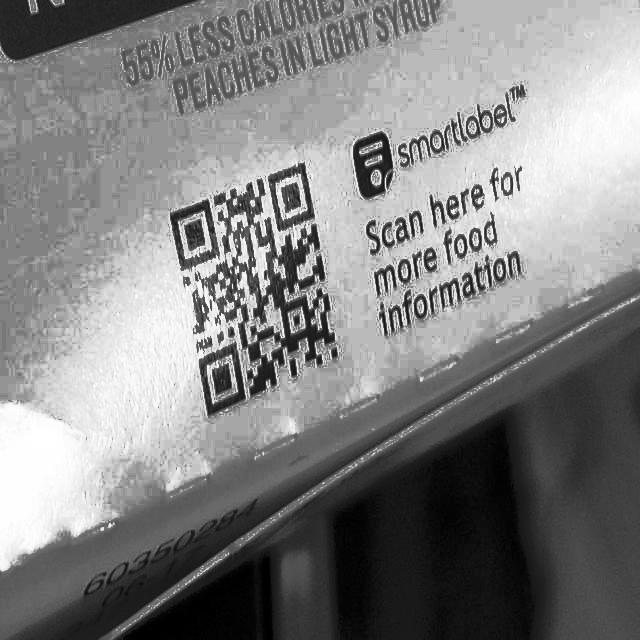 55% LESS CALORIES
PEACHES IN LIGHT SYRUP
smartlabel™
Scan here for
more food
information
60350284